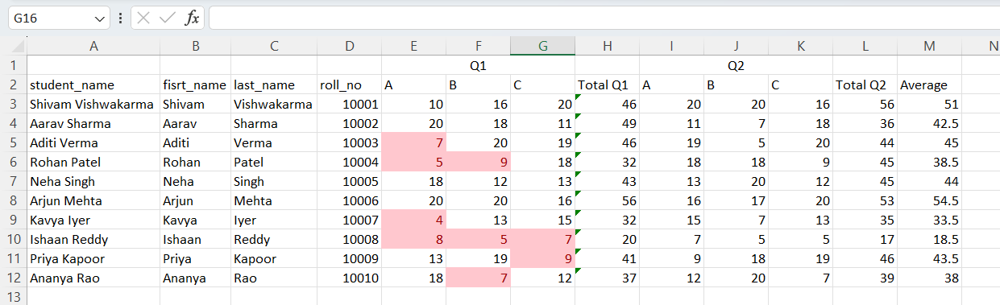 G16 fx
A B C D E F G H I J K L M N
1 Q1 Q2
2 student_name fisrt_name last_name roll_no A B C Total Q1 A B C Total Q2 Average
3 Shivam Vishwakarma Shivam Vishwakarma 10001 10 16 20 46 20 20 16 56 51
4 Aarav Sharma Aarav Sharma 10002 20 18 11 49 11 7 18 36 42.5
5 Aditi Verma Aditi Verma 10003 7 20 19 46 19 5 20 44 45
6 Rohan Patel Rohan Patel 10004 5 9 18 32 18 18 9 45 38.5
7 Neha Singh Neha Singh 10005 18 12 13 43 13 20 12 45 44
8 Arjun Mehta Arjun Mehta 10006 20 20 16 56 16 17 20 53 54.5
9 Kavya Iyer Kavya Iyer 10007 4 13 15 32 15 7 13 35 33.5
10 Ishaan Reddy Ishaan Reddy 10008 8 5 7 20 7 5 5 17 18.5
11 Priya Kapoor Priya Kapoor 10009 13 19 9 41 9 18 19 46 43.5
12 Ananya Rao Ananya Rao 10010 18 7 12 37 12 20 7 39 38
13